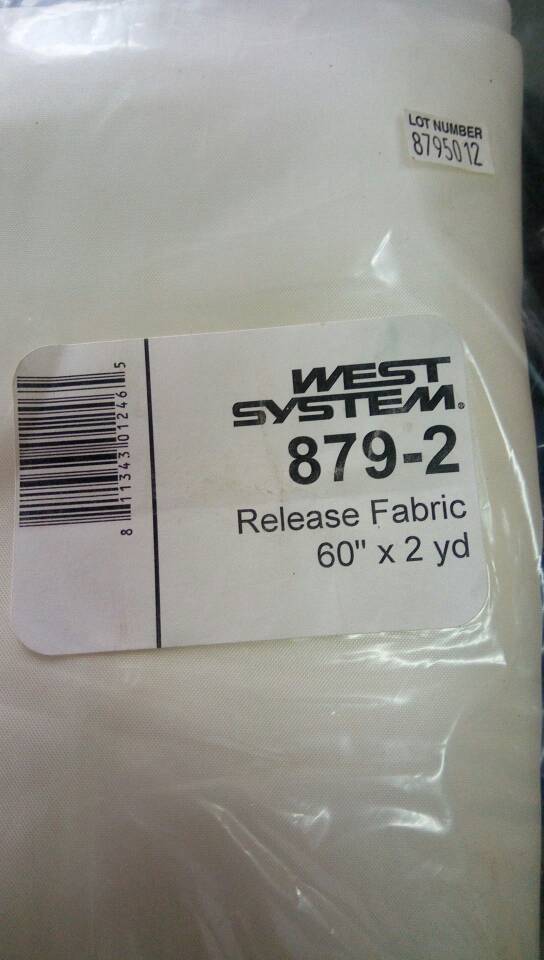 LOT NUMBER
8795012
WEST
SYSTEM®
879-2
Release Fabric
60" x 2 yd
8 11343 01246 5